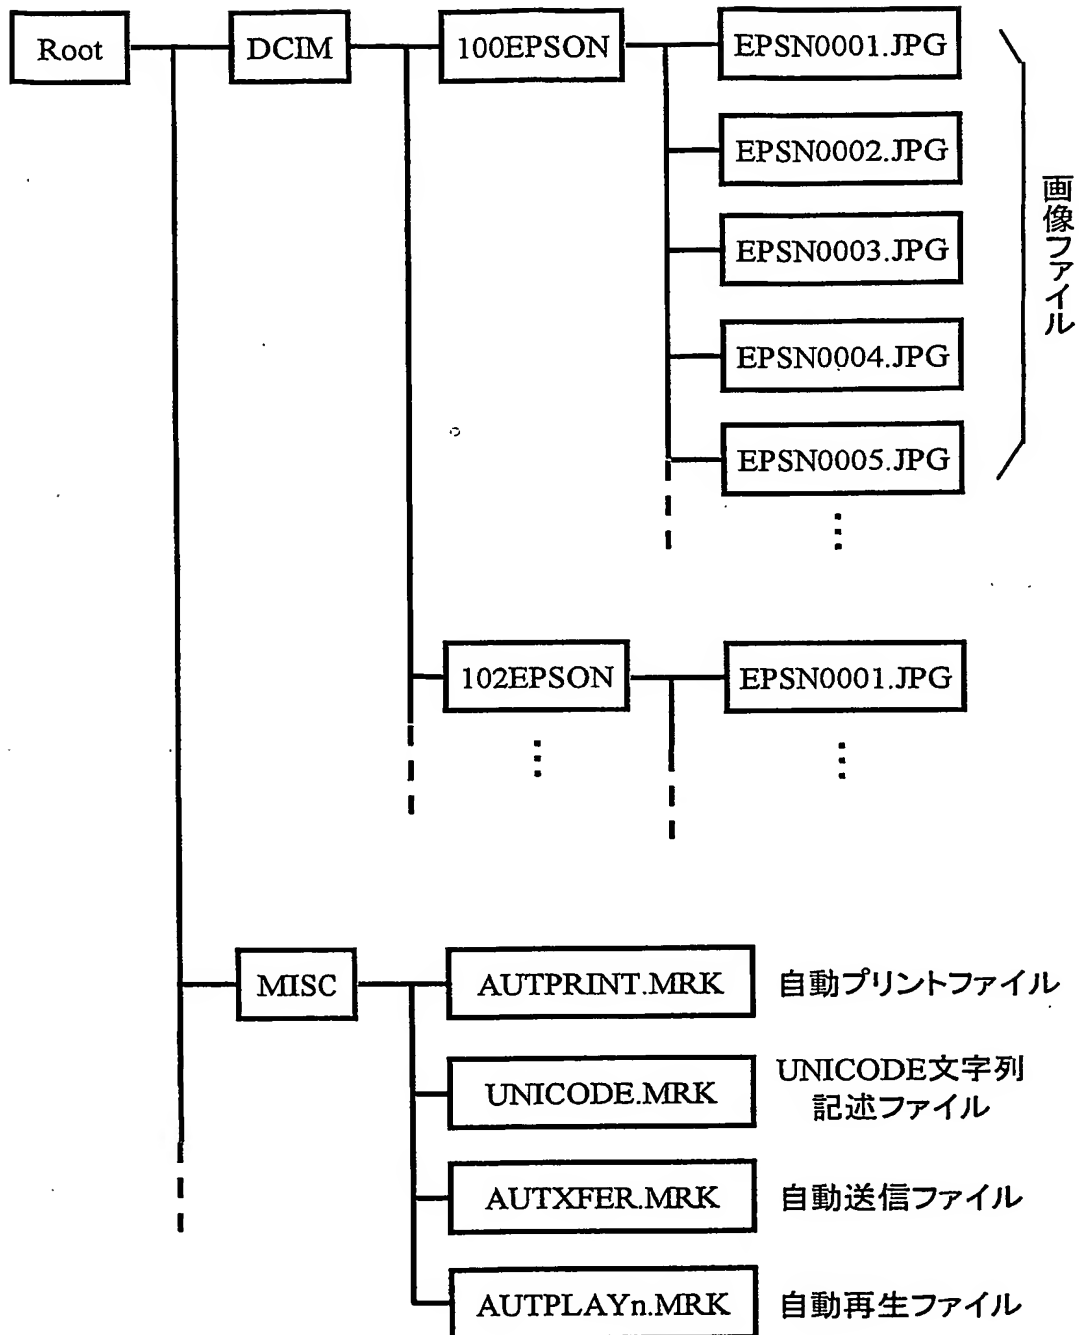 Root
DCIM
100EPSON
EPSN0001.JPG
EPSN0002.JPG
EPSN0003.JPG
EPSN0004.JPG
EPSN0005.JPG
画像ファイル
102EPSON
EPSN0001.JPG
MISC
AUTPRINT.MRK
自動プリントファイル
UNICODE.MRK
UNICODE文字列
記述ファイル
AUTXFER.MRK
自動送信ファイル
AUTPLAYn.MRK
自動再生ファイル